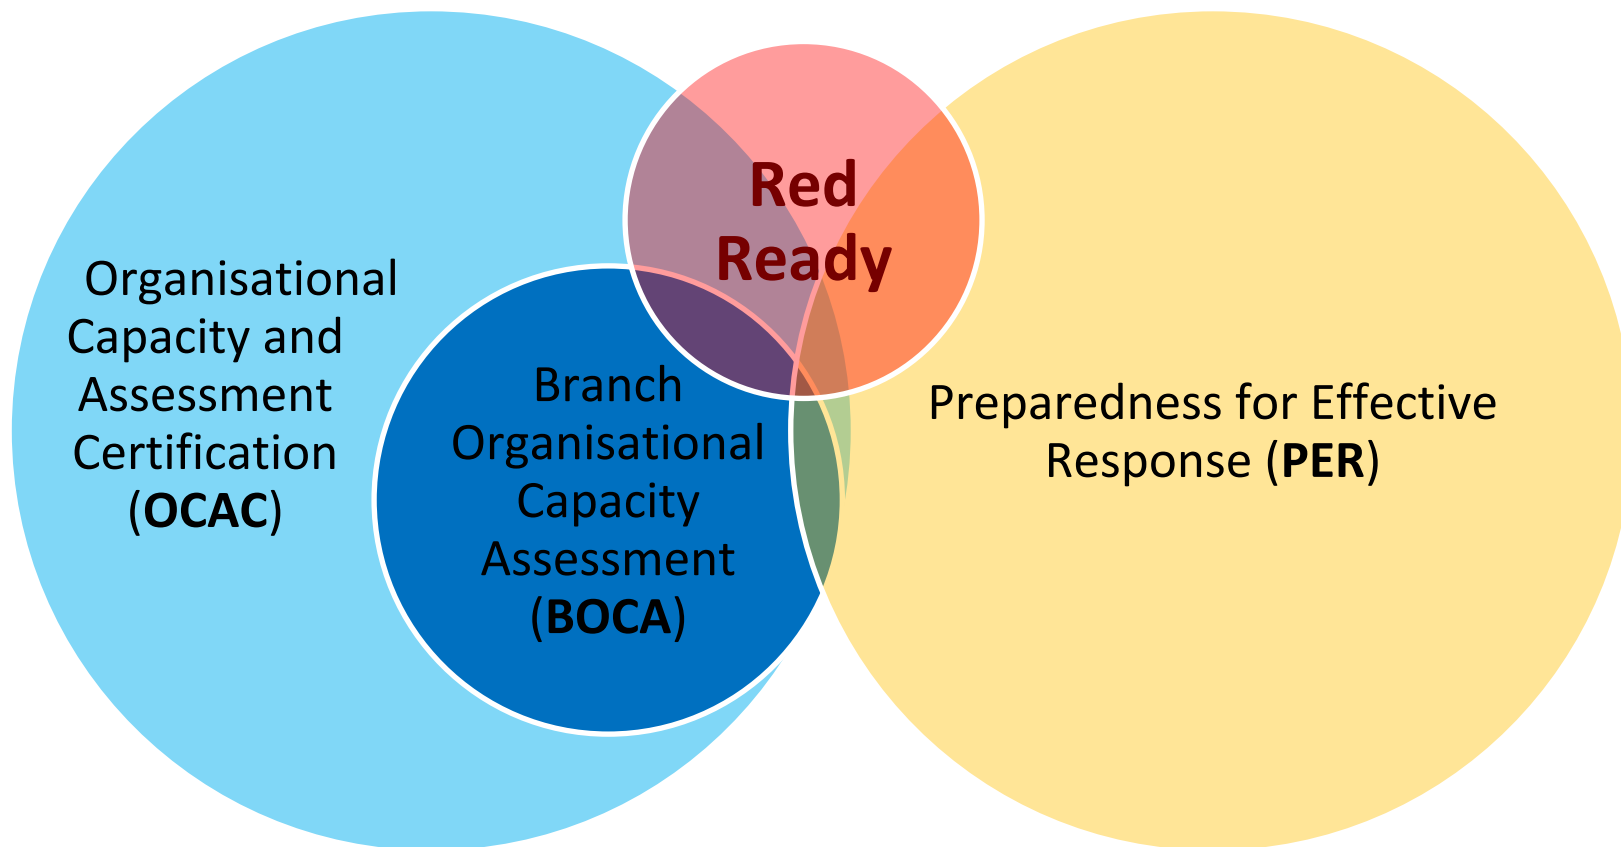 Red
Ready
Organisational
Capacity and
Assessment
Certification
(OCAC)
Branch
Organisational
Capacity
Assessment
(BOCA)
Preparedness for Effective
Response (PER)